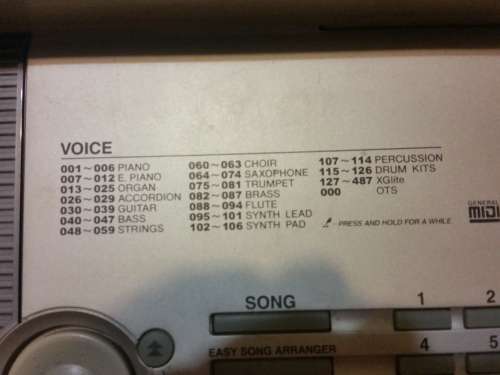 VOICE
001~006 PIANO
007~012 E. PIANO
013~025 ORGAN
026~029 ACCORDION
030~039 GUITAR
040~047 BASS
048~059 STRINGS
060~063 CHOIR
064~074 SAXOPHONE
075~081 TRUMPET
082~087 BRASS
088~094 FLUTE
095~101 SYNTH LEAD
102~106 SYNTH PAD
107~114 PERCUSSION
115~126 DRUM KITS
127~487 XGlite
000 OTS
- PRESS AND HOLD FOR A WHILE
GENERAL
MIDI
SONG
1
2
EASY SONG ARRANGER
4
5